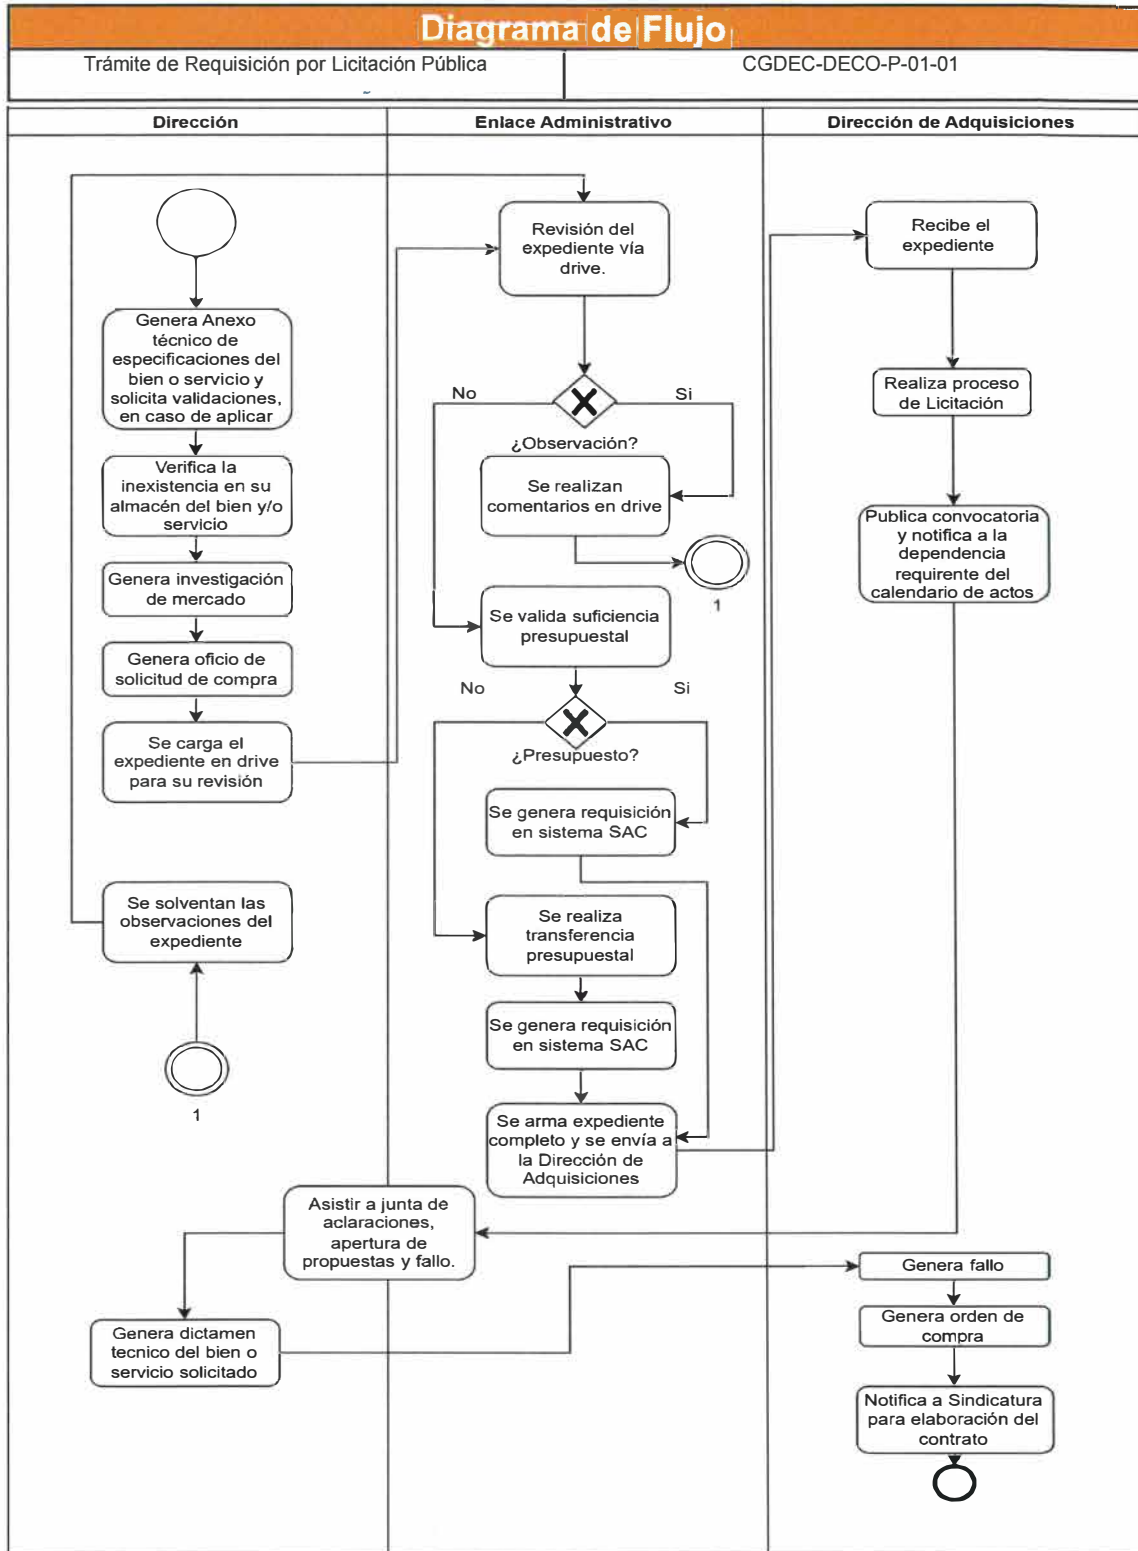 Diagrama de Flujo
Trámite de Requisición por Licitación Pública
CGDEC-DECO-P-01-01
Dirección
Enlace Administrativo
Dirección de Adquisiciones
Genera Anexo
técnico de
especificaciones del
bien o servicio y
solicita validaciones,
en caso de aplicar
Verifica la
inexistencia en su
almacén del bien y/o
servicio
Genera investigación
de mercado
Genera oficio de
solicitud de compra
Se carga el
expediente en drive
para su revisión
Se solventan las
observaciones del
expediente
1
Revisión del
expediente vía
drive.
No
Si
¿Observación?
Se realizan
comentarios en drive
1
Se valida suficiencia
presupuestal
No
Si
¿Presupuesto?
Se genera requisición
en sistema SAC
Se realiza
transferencia
presupuestal
Se genera requisición
en sistema SAC
Se arma expediente
completo y se envía a
la Dirección de
Adquisiciones
Recibe el
expediente
Realiza proceso
de Licitación
Publica convocatoria
y notifica a la
dependencia
requirente del
calendario de actos
Asistir a junta de
aclaraciones,
apertura de
propuestas y fallo.
Genera dictamen
tecnico del bien o
servicio solicitado
Genera fallo
Genera orden de
compra
Notifica a Sindicatura
para elaboración del
contrato